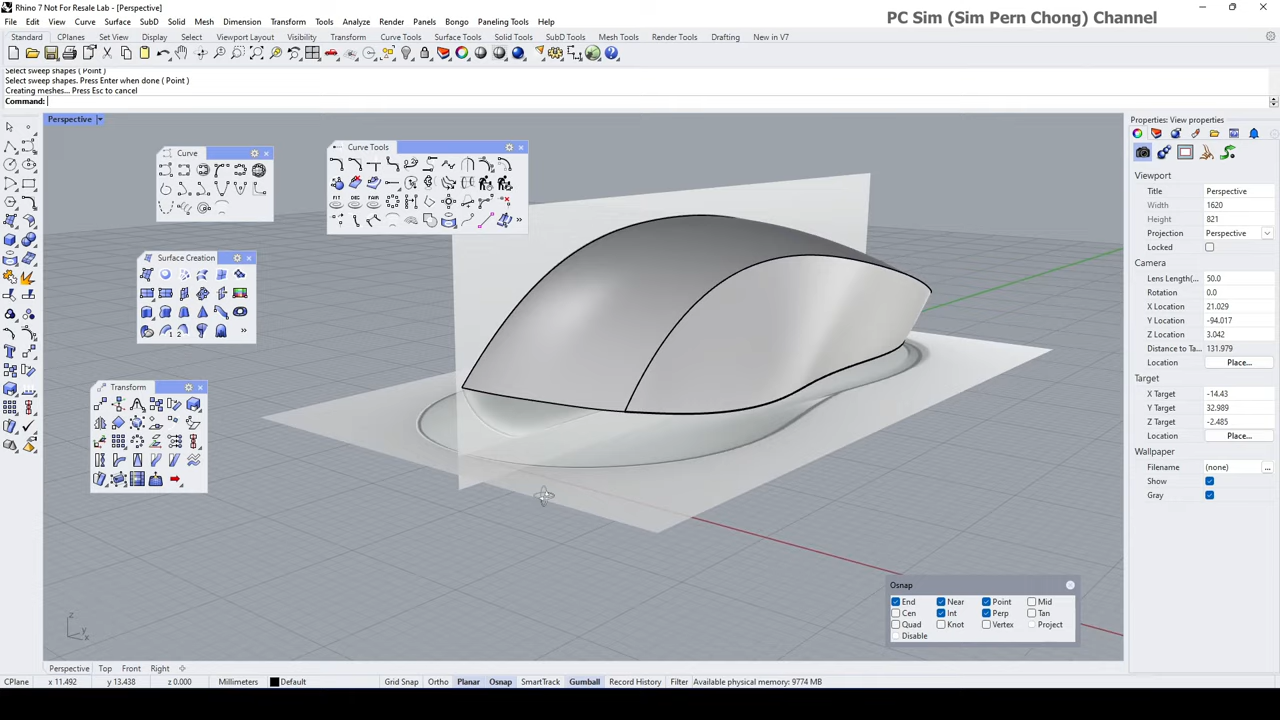 Rhino 7 Not For Resale Lab - [Perspective]
PC Sim (Sim Pern Chong) Channel
File Edit View Curve Surface SubD Solid Mesh Dimension Transform Tools Analyze Render Panels Bongo Paneling Tools Help
Standard CPlanes Set View Display Select Viewport Layout Visibility Transform Curve Tools Surface Tools Solid Tools SubD Tools Mesh Tools Render Tools Drafting New in V7
Select sweep shapes ( Point )
Select sweep shapes. Press Enter when done ( Point )
Creating meshes... Press Esc to cancel
Command:
Perspective
Curve
Curve Tools
FIT DEG FAIR
Surface Creation
1 2
Transform
Properties: View properties
Viewport
Title Perspective
Width 1620
Height 821
Projection Perspective
Locked
Camera
Lens Length(...
50.0
Rotation 0.0
X Location 21.029
Y Location -94.017
Z Location 3.042
Distance to Ta... 131.979
Location Place...
Target
X Target -14.43
Y Target 32.989
Z Target -2.485
Location Place...
Wallpaper
Filename (none) ...
Show
Gray
Osnap
End Near Point Mid
Cen Int Perp Tan
Quad Knot Vertex Project
Disable
z
y
x
Perspective Top Front Right
CPlane x 11.492 y 13.438 z 0.000 Millimeters Default Grid Snap Ortho Planar Osnap SmartTrack Gumball Record History Filter Available physical memory: 9774 MB